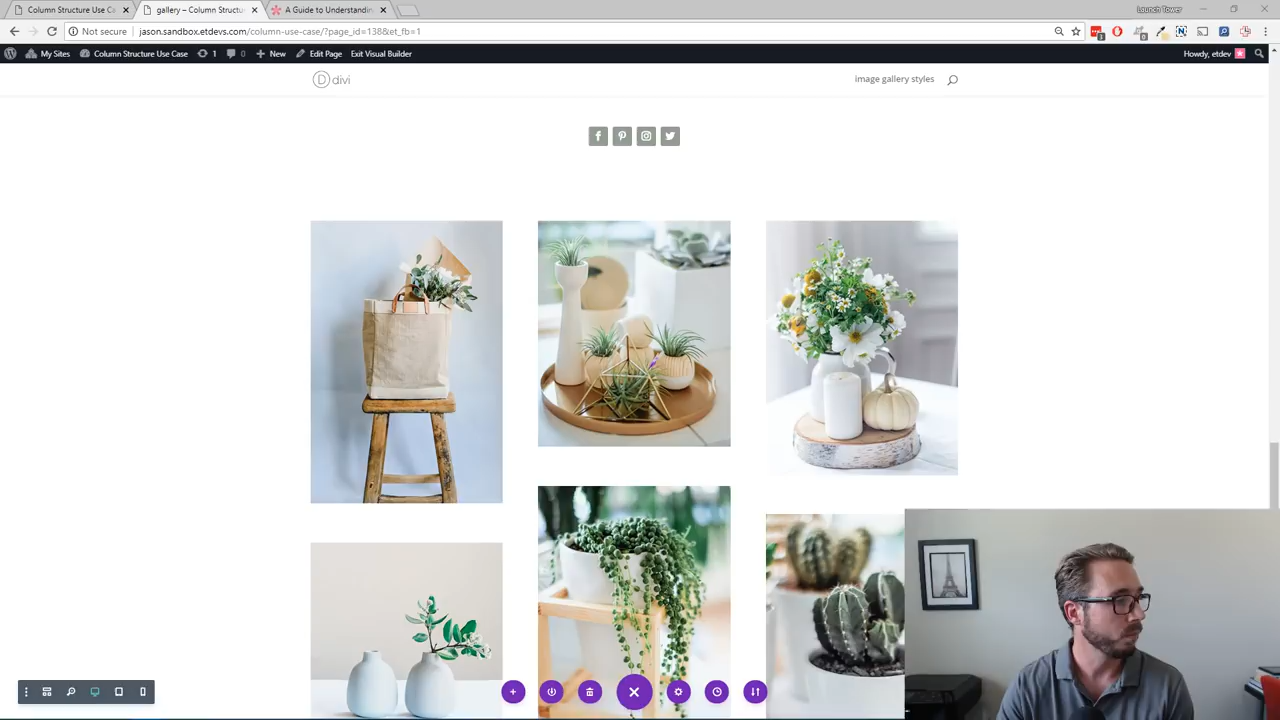 Column Structure Use Ca
gallery – Column Structu
A Guide to Understandin
Launch Tower
Not secure
jason.sandbox.etdevs.com/column-use-case/?page_id=138&et_fb=1
My Sites
Column Structure Use Case
1
0
New
Edit Page
Exit Visual Builder
Howdy, etdev
D divi
image gallery styles